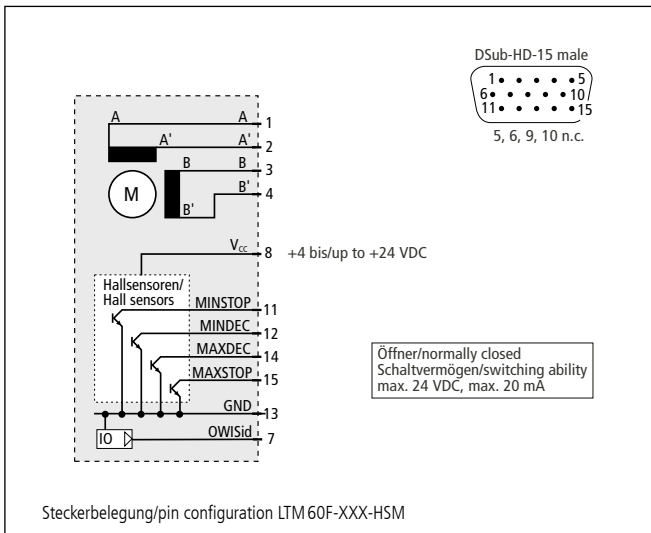 DSub-HD-15 male
1 5
6 10
11 15
5, 6, 9, 10 n.c.
A A 1
A' A' 2
B B 3
M
B' B' 4
Vcc 8 +4 bis/up to +24 VDC
Hallsensoren/
Hall sensors
MINSTOP 11
MINDEC 12
MAXDEC 14
MAXSTOP 15
GND 13
IO OWISid 7
Öffner/normally closed
Schaltvermögen/switching ability
max. 24 VDC, max. 20 mA
Steckerbelegung/pin configuration LTM 60F-XXX-HSM